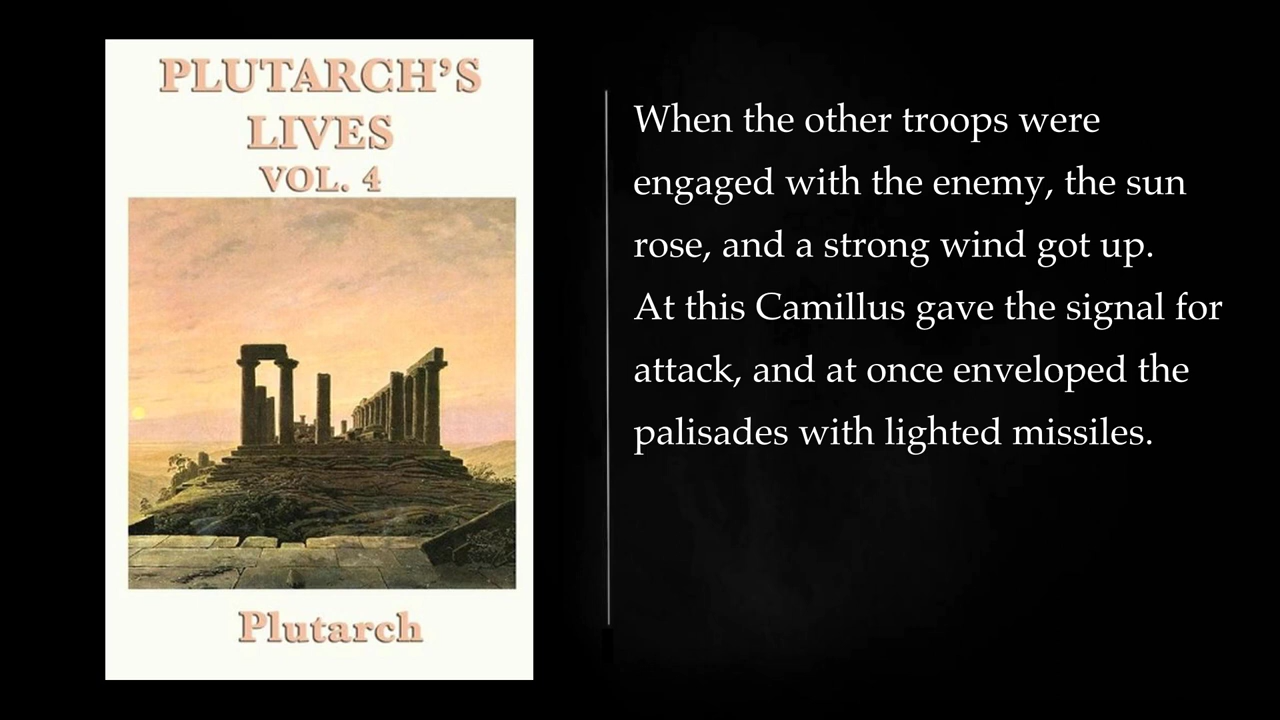 PLUTARCH'S
LIVES
VOL. 4
Plutarch
When the other troops were
engaged with the enemy, the sun
rose, and a strong wind got up.
At this Camillus gave the signal for
attack, and at once enveloped the
palisades with lighted missiles.